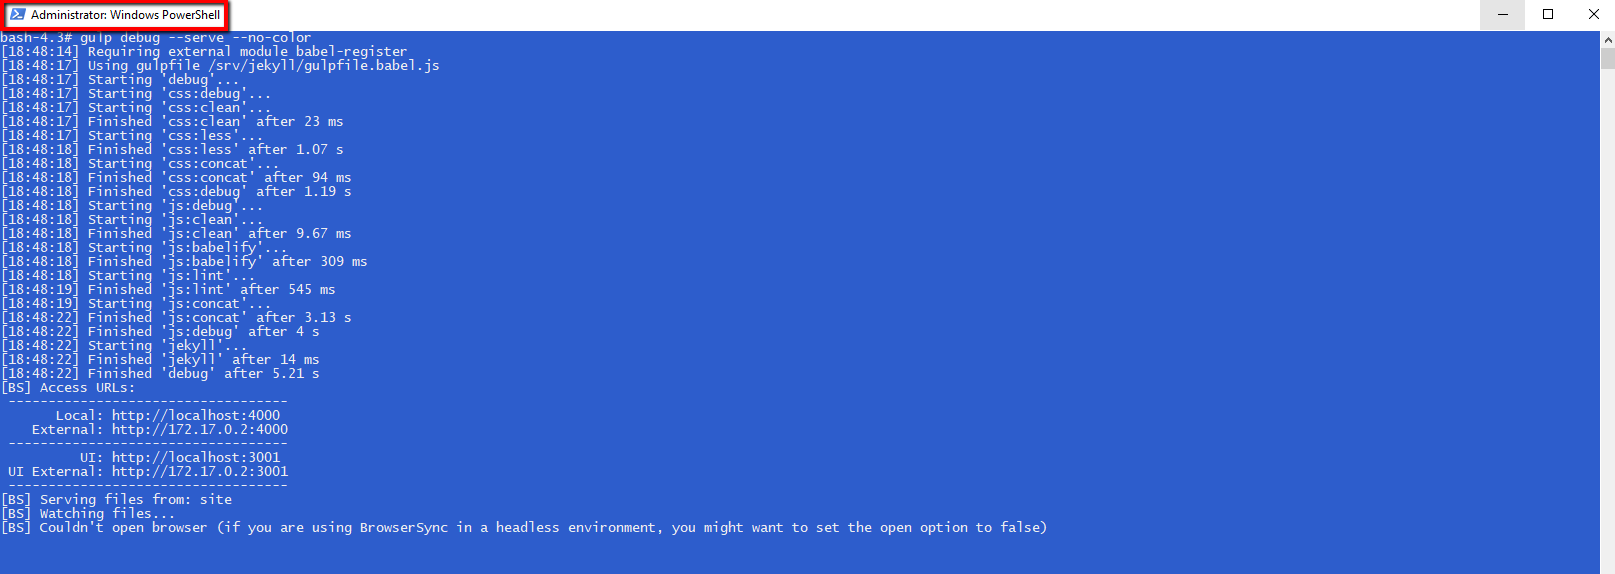 Administrator: Windows PowerShell
bash-4.3# gulp debug --serve --no-color
[18:48:14] Requiring external module babel-register
[18:48:17] Using gulpfile /srv/jekyll/gulpfile.babel.js
[18:48:17] Starting 'debug'...
[18:48:17] Starting 'css:debug'...
[18:48:17] Starting 'css:clean'...
[18:48:17] Finished 'css:clean' after 23 ms
[18:48:17] Starting 'css:less'...
[18:48:18] Finished 'css:less' after 1.07 s
[18:48:18] Starting 'css:concat'...
[18:48:18] Finished 'css:concat' after 94 ms
[18:48:18] Finished 'css:debug' after 1.19 s
[18:48:18] Starting 'js:debug'...
[18:48:18] Starting 'js:clean'...
[18:48:18] Finished 'js:clean' after 9.67 ms
[18:48:18] Starting 'js:babelify'...
[18:48:18] Finished 'js:babelify' after 309 ms
[18:48:18] Starting 'js:lint'...
[18:48:19] Finished 'js:lint' after 545 ms
[18:48:19] Starting 'js:concat'...
[18:48:22] Finished 'js:concat' after 3.13 s
[18:48:22] Finished 'js:debug' after 4 s
[18:48:22] Starting 'jekyll'...
[18:48:22] Finished 'jekyll' after 14 ms
[18:48:22] Finished 'debug' after 5.21 s
[BS] Access URLs:
 -----------------------------------
       Local: http://localhost:4000
    External: http://172.17.0.2:4000
 -----------------------------------
          UI: http://localhost:3001
 UI External: http://172.17.0.2:3001
 -----------------------------------
[BS] Serving files from: site
[BS] Watching files...
[BS] Couldn't open browser (if you are using BrowserSync in a headless environment, you might want to set the open option to false)